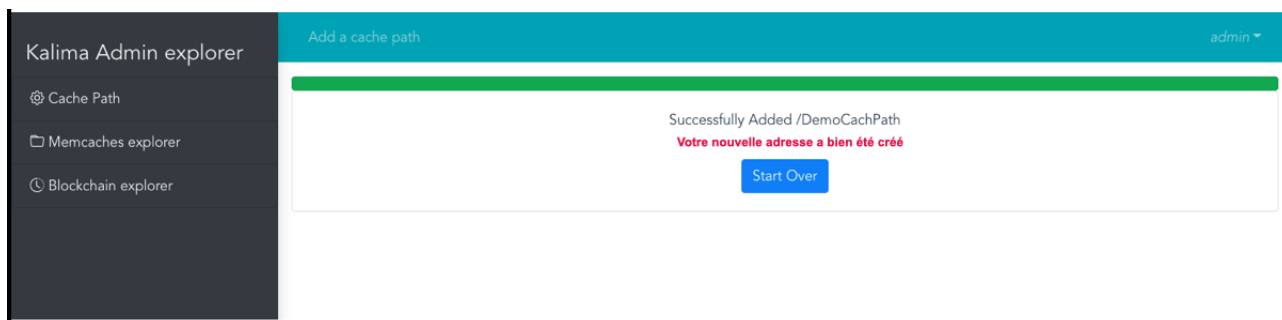 Kalima Admin explorer
Cache Path
Memcaches explorer
Blockchain explorer
Add a cache path
admin
Successfully Added /DemoCachPath
Votre nouvelle adresse a bien été créé
Start Over